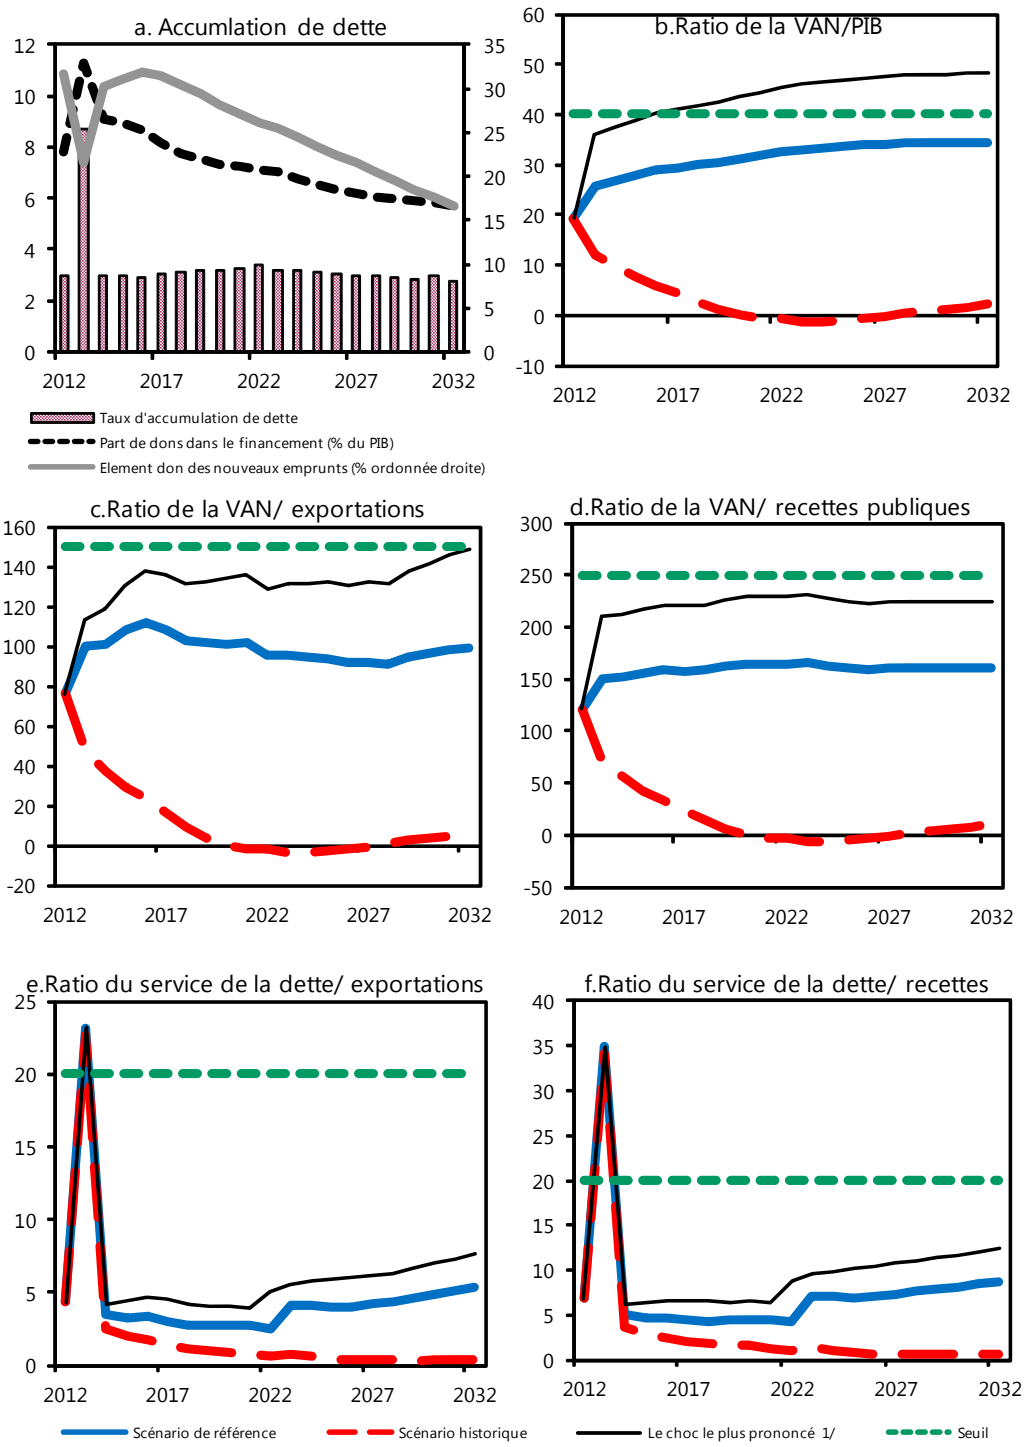 a. Accumlation de dette
12
10
8
6
4
2
0
35
30
25
20
15
10
5
0
2012 2017 2022 2027 2032
Taux d'accumulation de dette
Part de dons dans le financement (% du PIB)
Element don des nouveaux emprunts (% ordonnée droite)
b.Ratio de la VAN/PIB
60
50
40
30
20
10
0
-10
2012 2017 2022 2027 2032
c.Ratio de la VAN/ exportations
160
140
120
100
80
60
40
20
0
-20
2012 2017 2022 2027 2032
d.Ratio de la VAN/ recettes publiques
300
250
200
150
100
50
0
-50
2012 2017 2022 2027 2032
e.Ratio du service de la dette/ exportations
25
20
15
10
5
0
2012 2017 2022 2027 2032
f.Ratio du service de la dette/ recettes
40
35
30
25
20
15
10
5
0
2012 2017 2022 2027 2032
Scénario de référence
Scénario historique
Le choc le plus prononcé 1/
Seuil